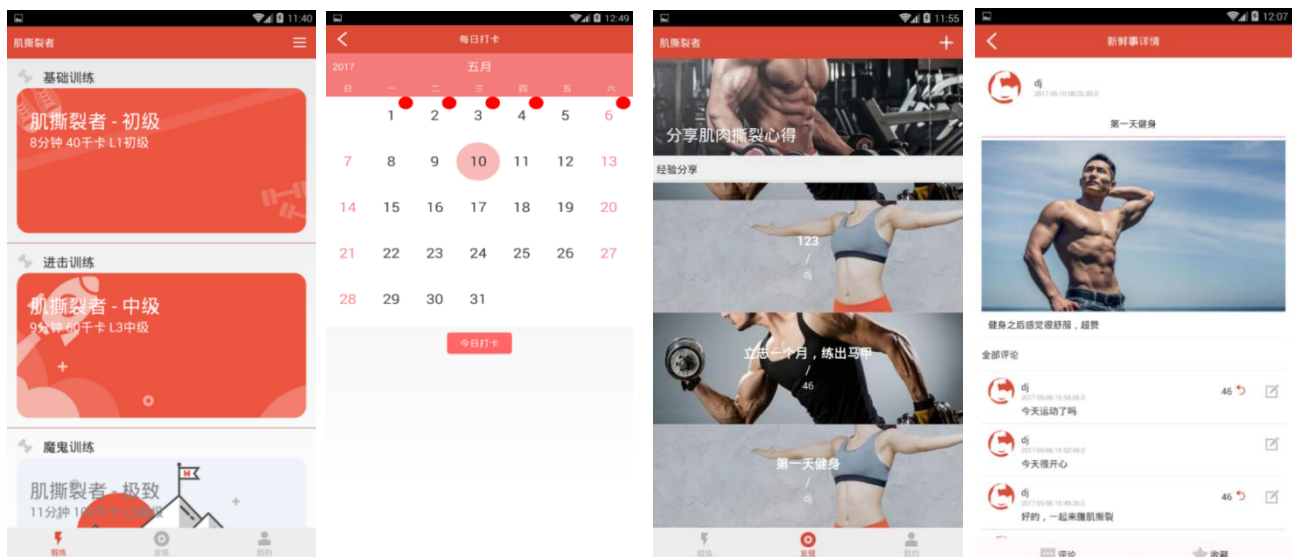 11:40
肌撕裂者
基础训练
肌撕裂者 - 初级
8分钟 40千卡 L1初级
进击训练
肌撕裂者 - 中级
9分钟 60千卡 L3中级
魔鬼训练
肌撕裂者 - 极致
11分钟
锻炼
发现
我的
12:49
每日打卡
2017
五月
日 一 二 三 四 五 六
1 2 3 4 5 6
7 8 9 10 11 12 13
14 15 16 17 18 19 20
21 22 23 24 25 26 27
28 29 30 31
今日打卡
11:55
肌撕裂者
分享肌肉撕裂心得
经验分享
123
/
dj
立志一个月，练出马甲
/
46
第一天健身
/
dj
锻炼
发现
我的
12:07
新鲜事详情
dj
第一天健身
健身之后感觉很舒服，超赞
全部评论
dj
46
今天运动了吗
dj
今天很开心
dj
46
好的，一起来腹肌撕裂
评论
收藏